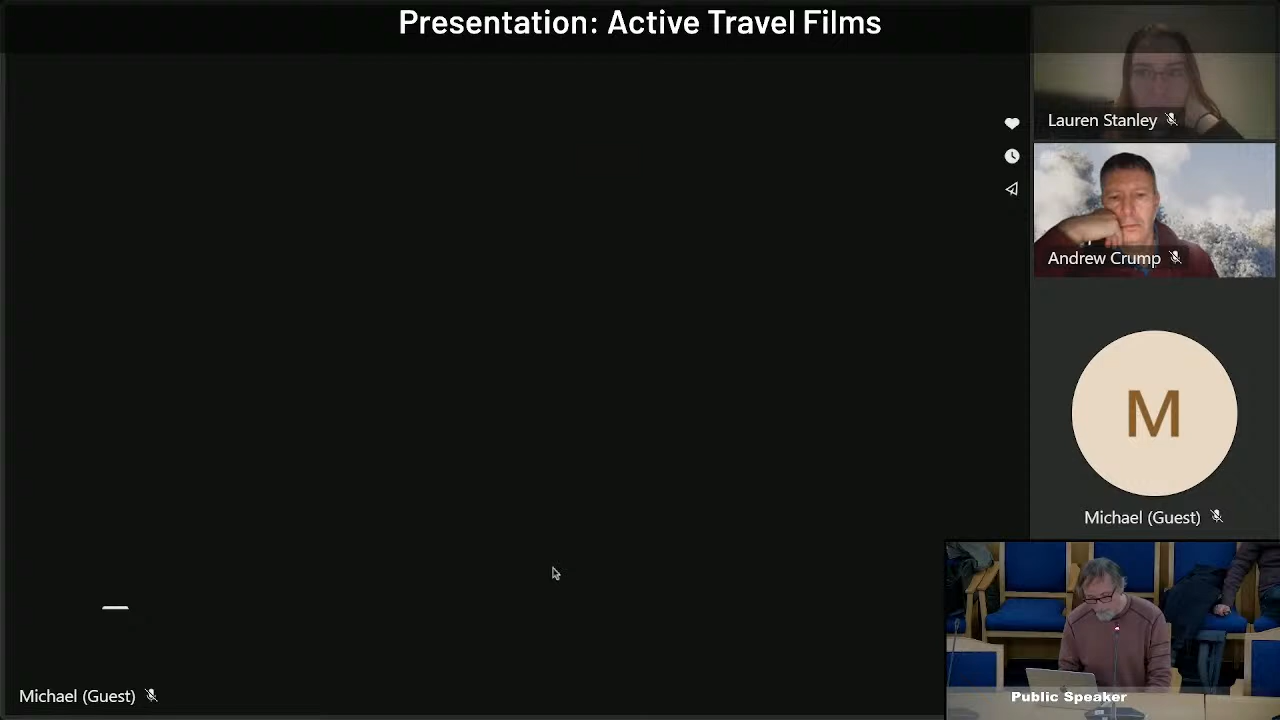 Presentation: Active Travel Films
Lauren Stanley
Andrew Crump
M
Michael (Guest)
Michael (Guest)
Public Speaker